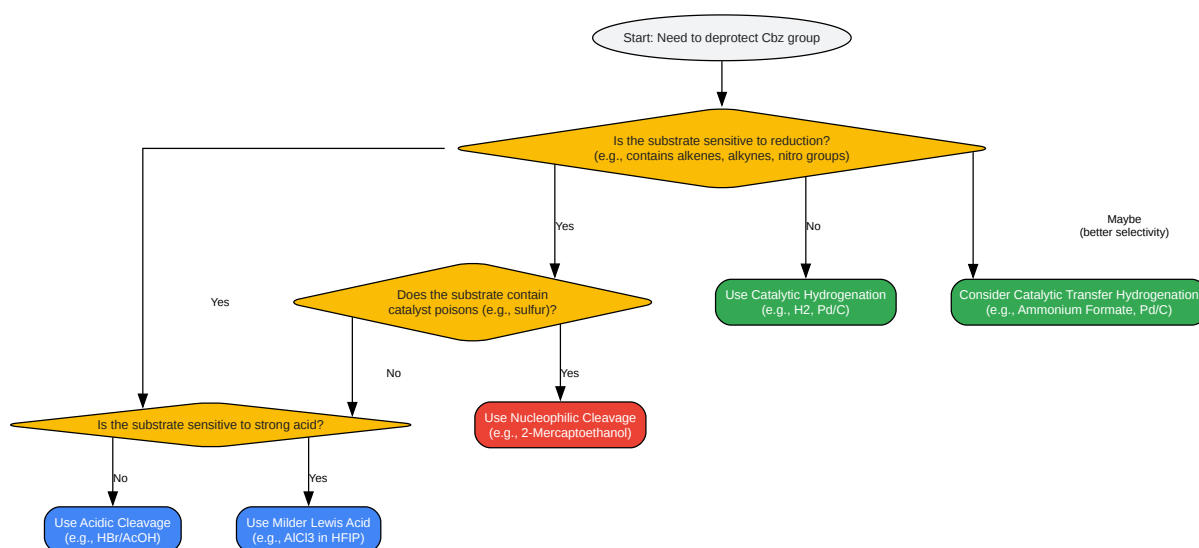 Start: Need to deprotect Cbz group
Is the substrate sensitive to reduction?
(e.g., contains alkenes, alkynes, nitro groups)
Yes
No
Maybe
(better selectivity)
Does the substrate contain
catalyst poisons (e.g., sulfur)?
Use Catalytic Hydrogenation
(e.g., H2, Pd/C)
Consider Catalytic Transfer Hydrogenation
(e.g., Ammonium Formate, Pd/C)
Yes
No
Yes
Is the substrate sensitive to strong acid?
Use Nucleophilic Cleavage
(e.g., 2-Mercaptoethanol)
No
Yes
Use Acidic Cleavage
(e.g., HBr/AcOH)
Use Milder Lewis Acid
(e.g., AlCl3 in HFIP)